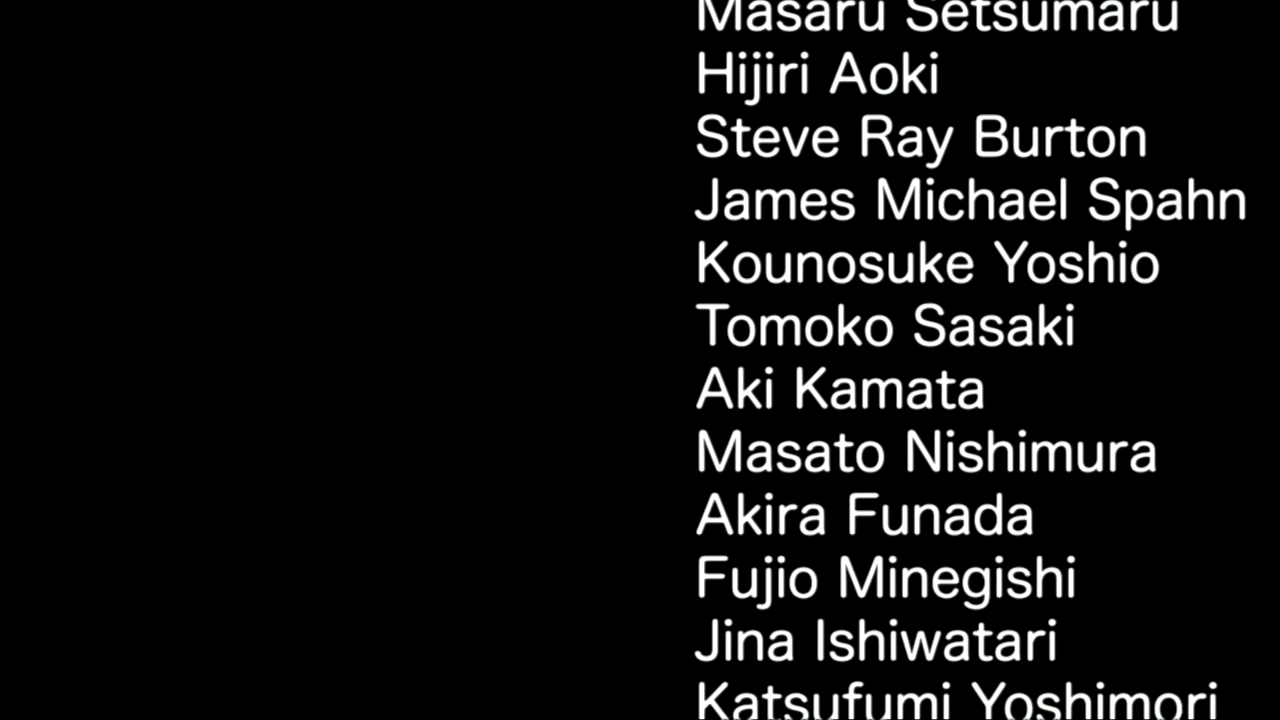 Masaru Setsumaru
Hijiri Aoki
Steve Ray Burton
James Michael Spahn
Kounosuke Yoshio
Tomoko Sasaki
Aki Kamata
Masato Nishimura
Akira Funada
Fujio Minegishi
Jina Ishiwatari
Katsufumi Yoshimori